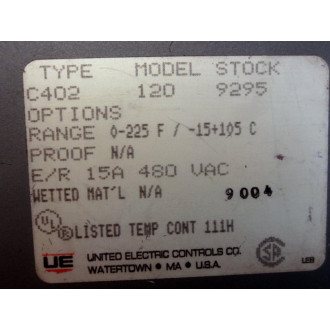 TYPE MODEL STOCK
C402 120 9295
OPTIONS
RANGE 0-225 F / -15+105 C
PROOF N/A
E/R 15A 480 VAC
WETTED MAT'L N/A 9004
UL ® LISTED TEMP CONT 111H
UE UNITED ELECTRIC CONTROLS CO.
WATERTOWN • MA • U.S.A.